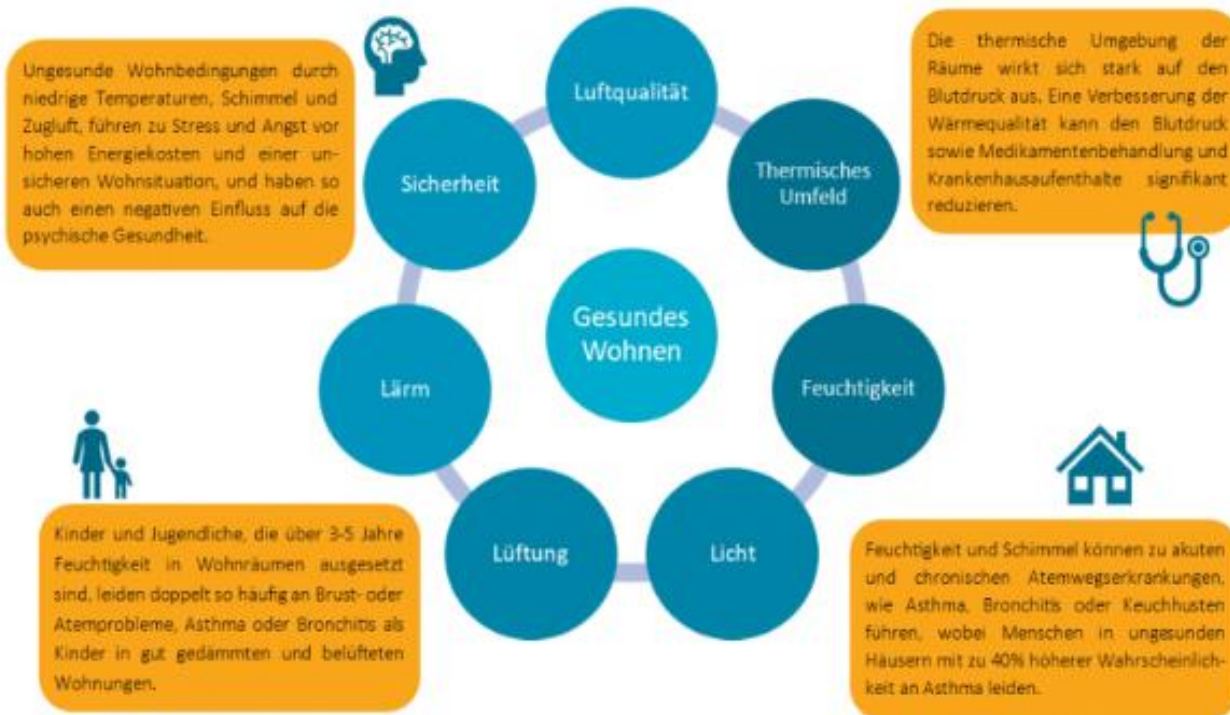 Ungesunde Wohnbedingungen durch
niedrige Temperaturen, Schimmel und
Zugluft, führen zu Stress und Angst vor
hohen Energiekosten und einer un-
sicheren Wohnsituation, und haben so
auch einen negativen Einfluss auf die
psychische Gesundheit.
Luftqualität
Die thermische Umgebung der
Räume wirkt sich stark auf den
Blutdruck aus. Eine Verbesserung der
Wärmequalität kann den Blutdruck
sowie Medikamentenbehandlung und
Krankenhausaufenthalte signifikant
reduzieren.
Sicherheit
Thermisches
Umfeld
Gesundes
Wohnen
Lärm
Feuchtigkeit
Lüftung
Licht
Kinder und Jugendliche, die über 3-5 Jahre
Feuchtigkeit in Wohnräumen ausgesetzt
sind, leiden doppelt so häufig an Brust- oder
Atemprobleme, Asthma oder Bronchitis als
Kinder in gut gedämmten und belüfteten
Wohnungen.
Feuchtigkeit und Schimmel können zu akuten
und chronischen Atemwegserkrankungen,
wie Asthma, Bronchitis oder Keuchhusten
führen, wobei Menschen in ungesunden
Häusern mit zu 40% höherer Wahrscheinlich-
keit an Asthma leiden.